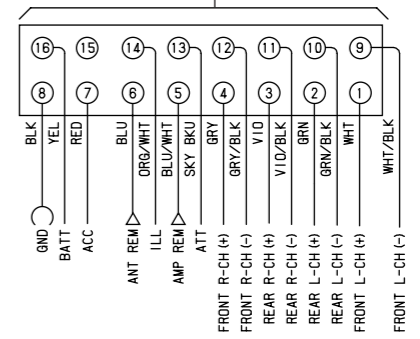 16 15 14 13 12 11 10 9
8 7 6 5 4 3 2 1
BLK
YEL
RED
BLU
ORG/WHT
BLU/WHT
SKY BKU
GRY
GRY/BLK
VIO
VIO/BLK
GRN
GRN/BLK
WHT
WHT/BLK
GND
BATT
ACC
ANT REM
ILL
AMP REM
ATT
FRONT R-CH (+)
FRONT R-CH (-)
REAR R-CH (+)
REAR R-CH (-)
REAR L-CH (+)
REAR L-CH (-)
FRONT L-CH (+)
FRONT L-CH (-)